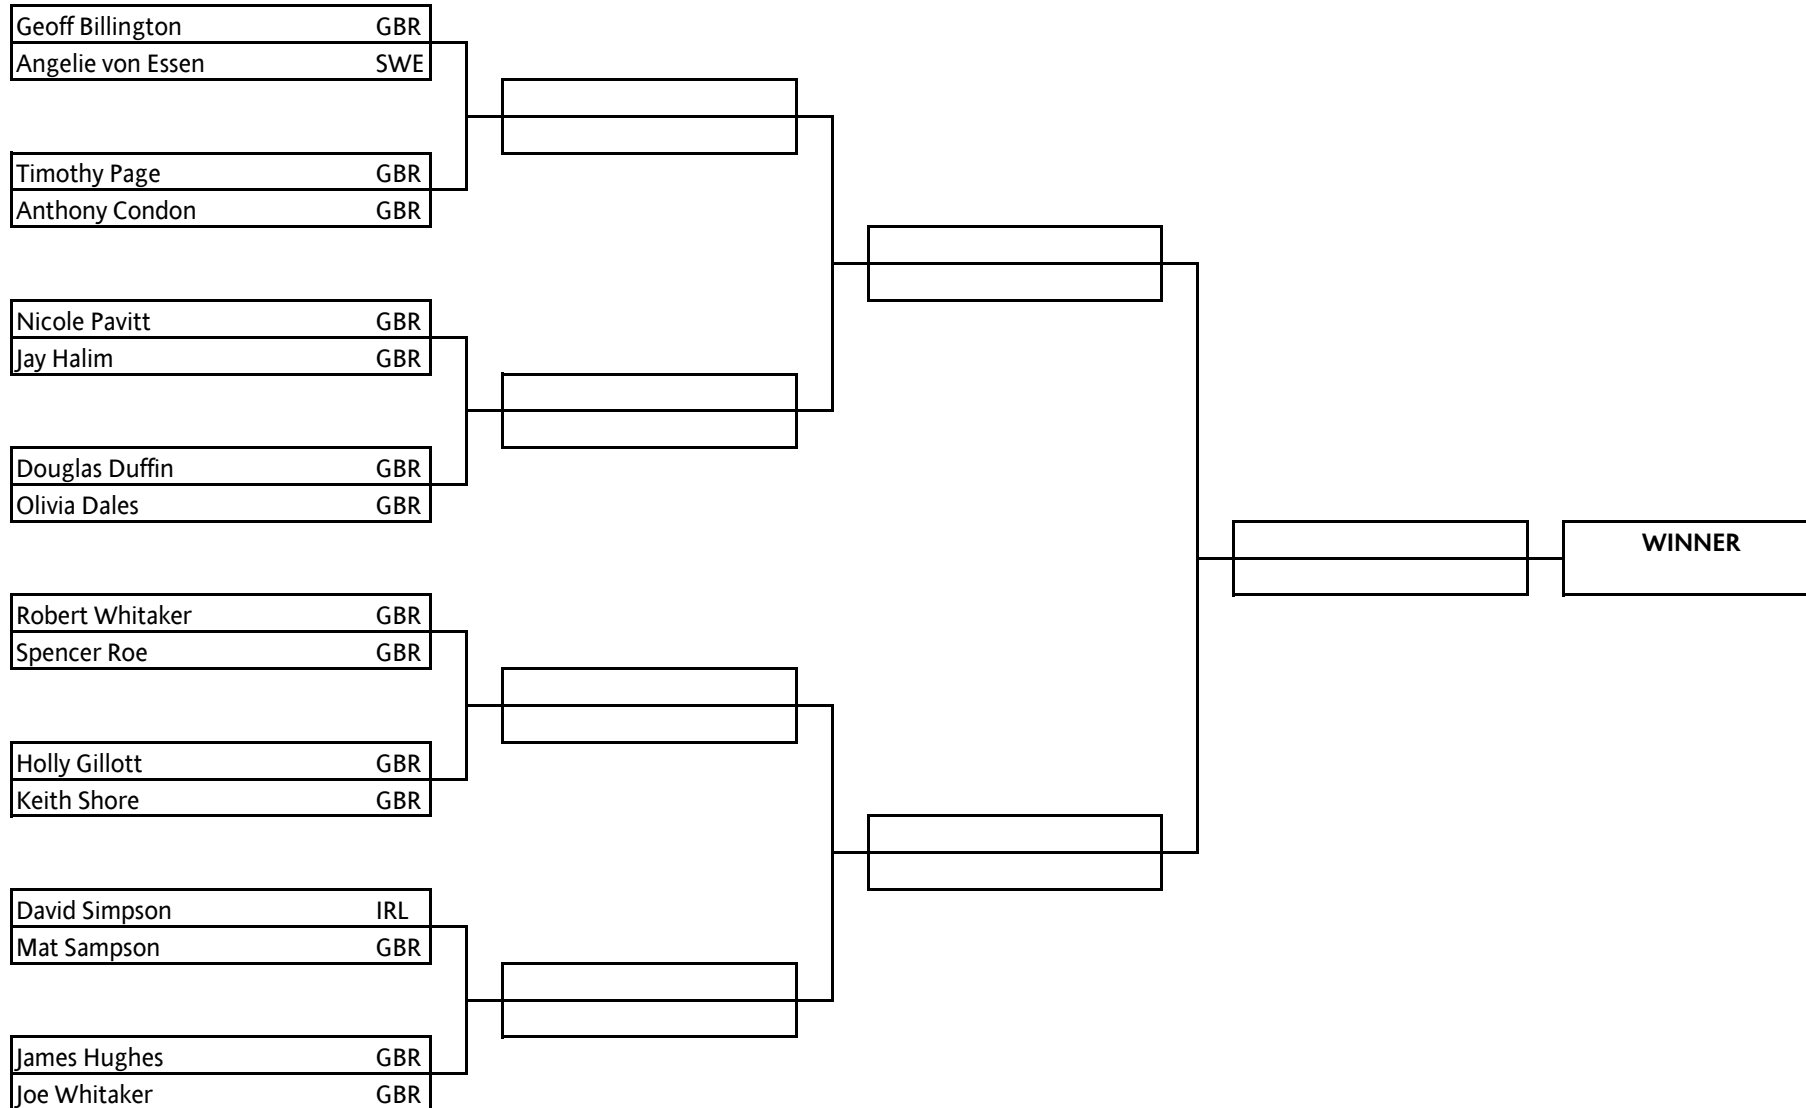 Geoff Billington GBR
Angelie von Essen SWE
Timothy Page GBR
Anthony Condon GBR
Nicole Pavitt GBR
Jay Halim GBR
Douglas Duffin GBR
Olivia Dales GBR
WINNER
Robert Whitaker GBR
Spencer Roe GBR
Holly Gillott GBR
Keith Shore GBR
David Simpson IRL
Mat Sampson GBR
James Hughes GBR
Joe Whitaker GBR